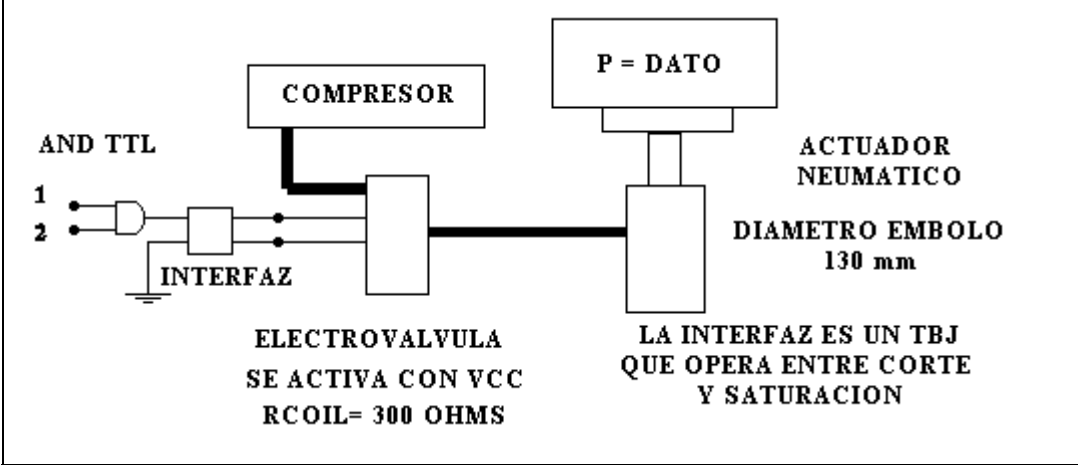 P = DATO
COMPRESOR
AND TTL
1
2
INTERFAZ
ACTUADOR
NEUMATICO
DIAMETRO EMBOLO
130 mm
ELECTROVALVULA
SE ACTIVA CON VCC
RCOIL= 300 OHMS
LA INTERFAZ ES UN TBJ
QUE OPERA ENTRE CORTE
Y SATURACION